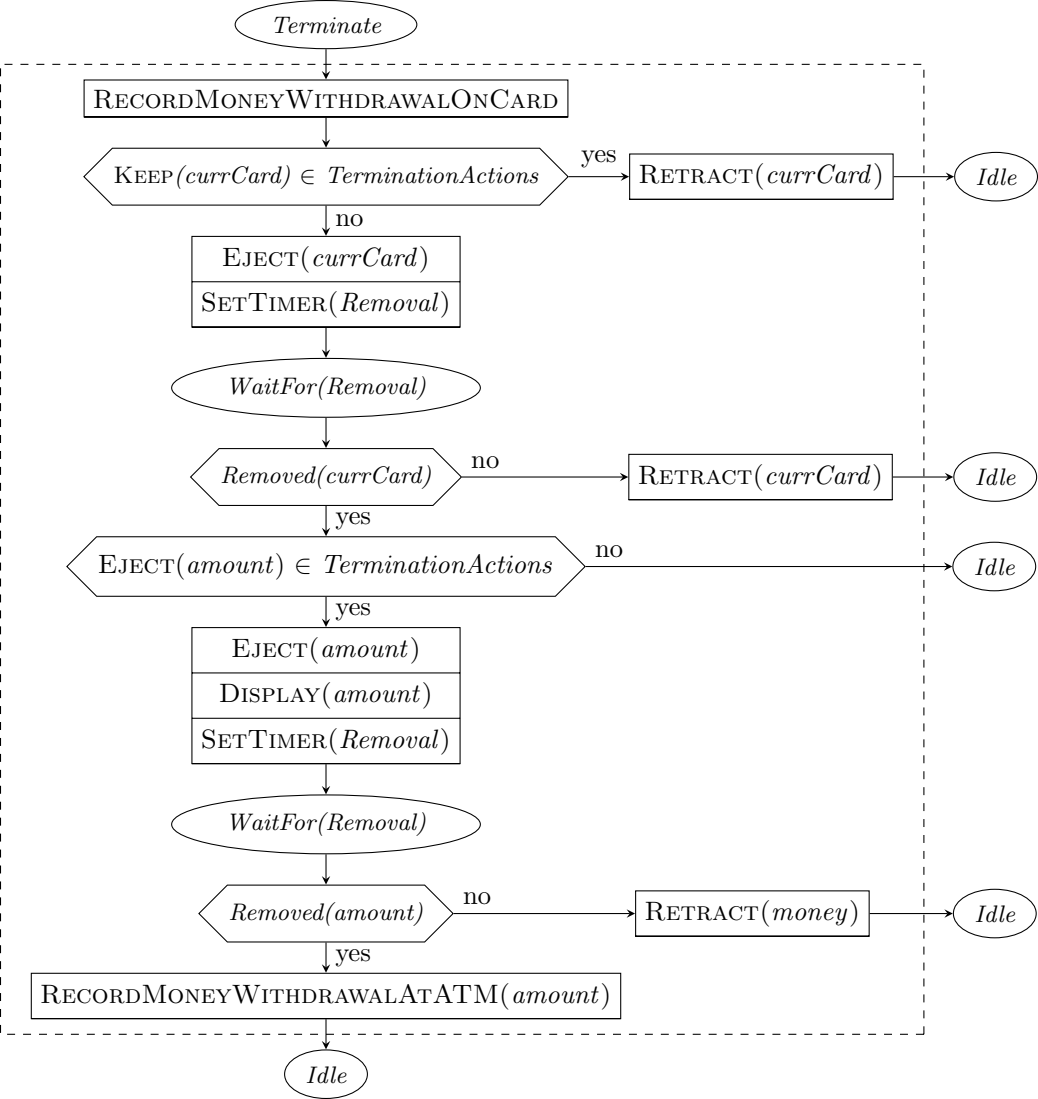 Terminate
RecordMoneyWithdrawalOnCard
Keep(currCard) ∈ TerminationActions
yes
Retract(currCard)
Idle
no
Eject(currCard)
SetTimer(Removal)
WaitFor(Removal)
Removed(currCard)
no
Retract(currCard)
Idle
yes
Eject(amount) ∈ TerminationActions
no
Idle
yes
Eject(amount)
Display(amount)
SetTimer(Removal)
WaitFor(Removal)
Removed(amount)
no
Retract(money)
Idle
yes
RecordMoneyWithdrawalAtATM(amount)
Idle